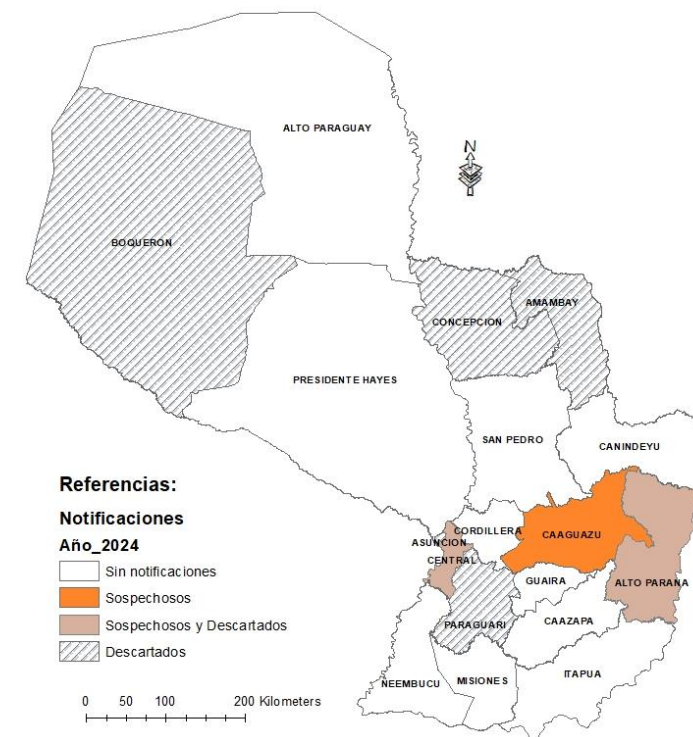 ALTO PARAGUAY
N
BOQUERON
AMAMBAY
CONCEPCION
PRESIDENTE HAYES
SAN PEDRO
CANINDEYU
CORDILLERA
CAAGUAZU
ASUNCION
CENTRAL
GUAIRA
ALTO PARANA
PARAGUARI
CAAZAPA
ITAPUA
MISIONES
NEEMBUCU
Referencias:
Notificaciones
Año_2024
Sin notificaciones
Sospechosos
Sospechosos y Descartados
Descartados
0 50 100 200 Kilometers